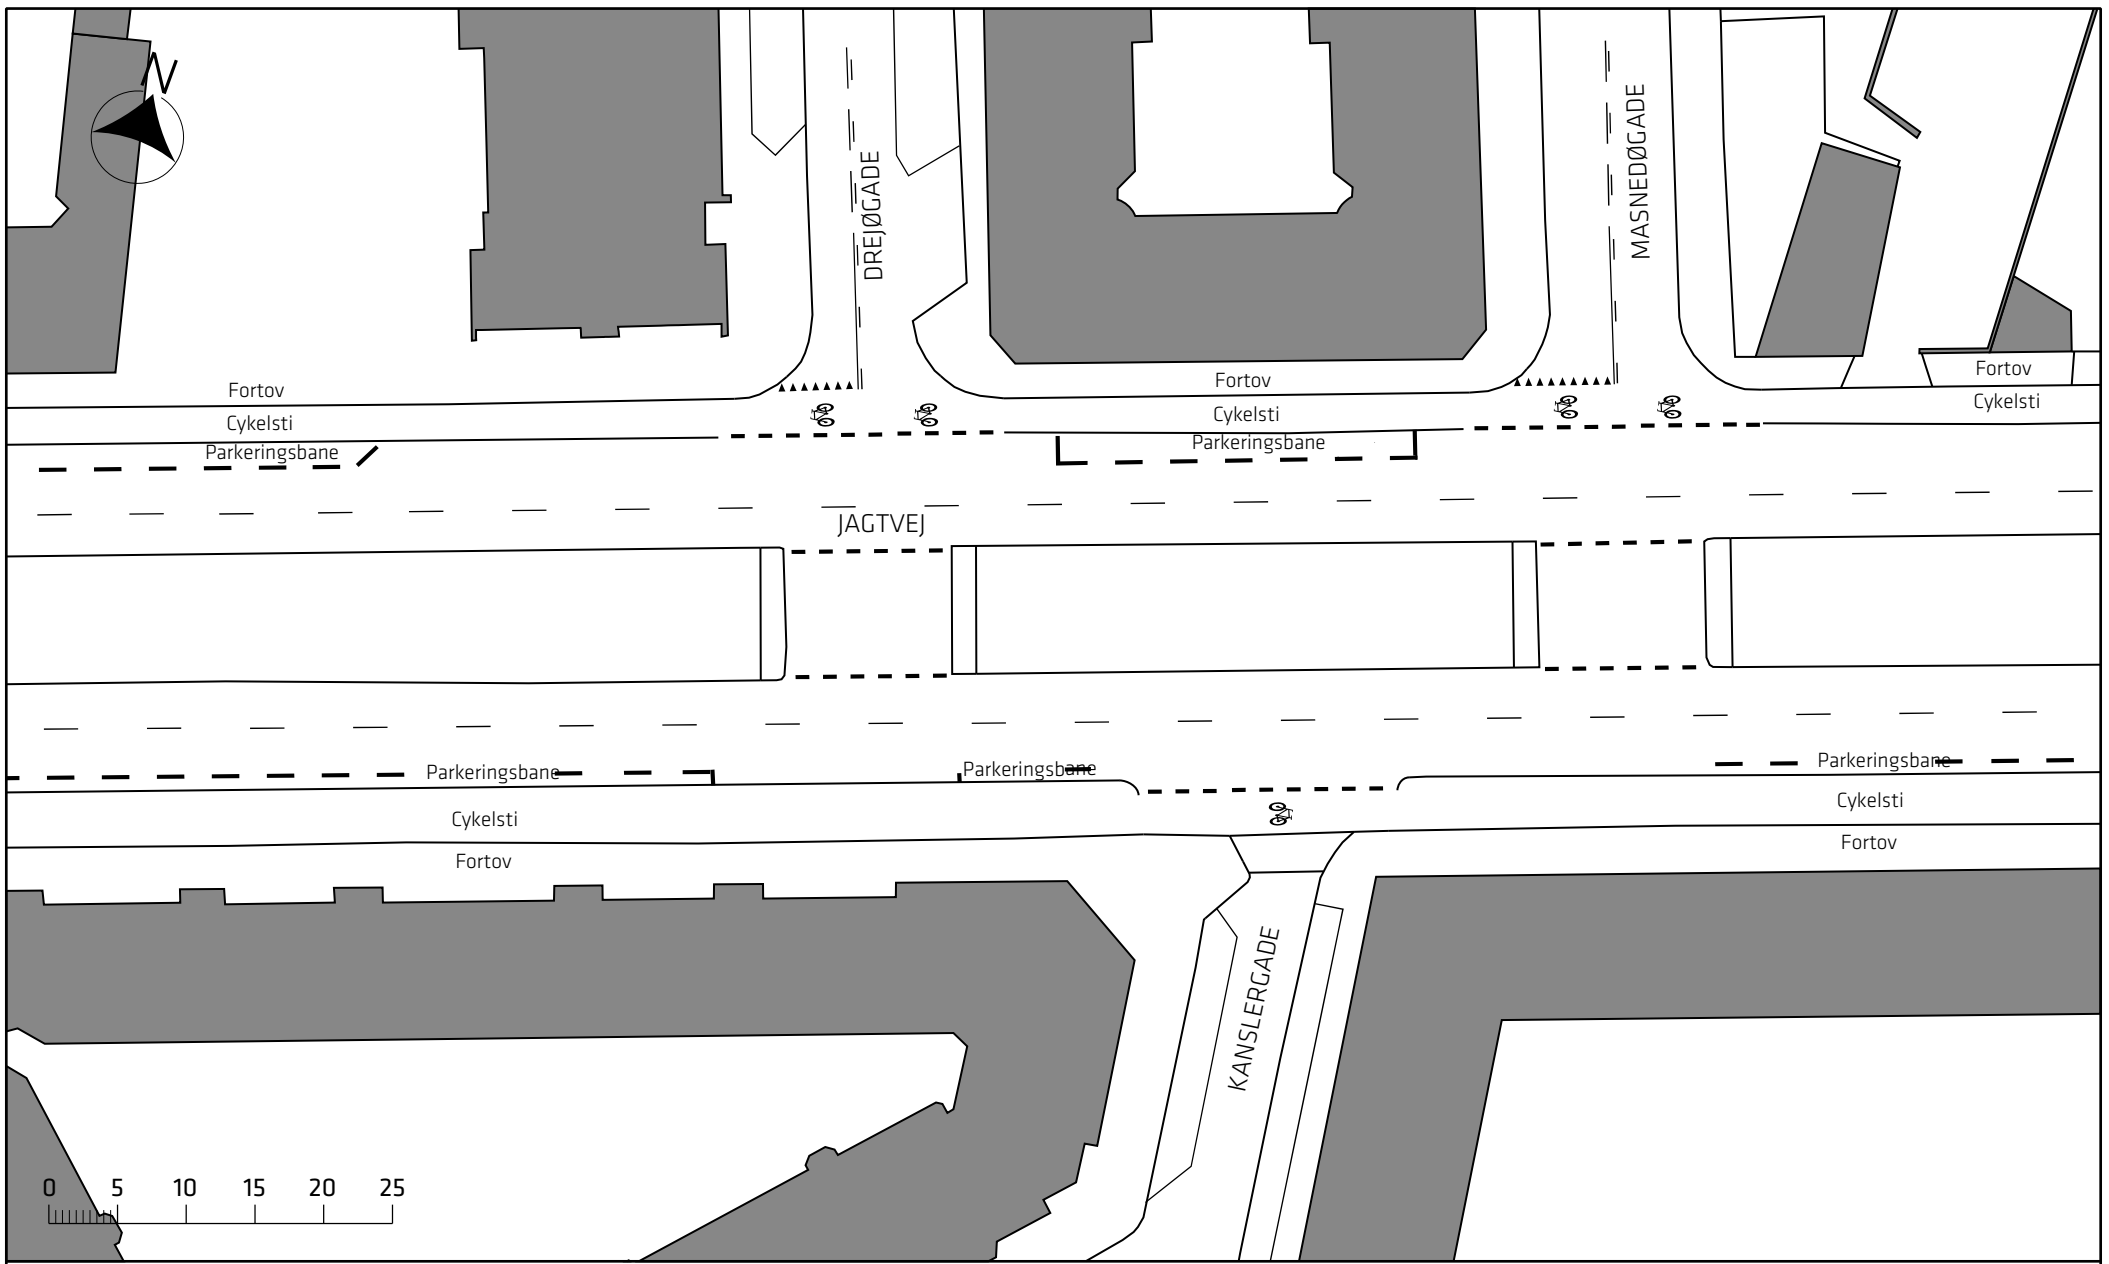 N
DREJØGADE
MASNEDØGADE
Fortov
Fortov
Fortov
Cykelsti
Cykelsti
Cykelsti
Parkeringsbane
Parkeringsbane
JAGTVEJ
Parkeringsbane
Parkeringsbane
Parkeringsbane
Cykelsti
Cykelsti
Fortov
Fortov
KANSLERGADE
0 5 10 15 20 25